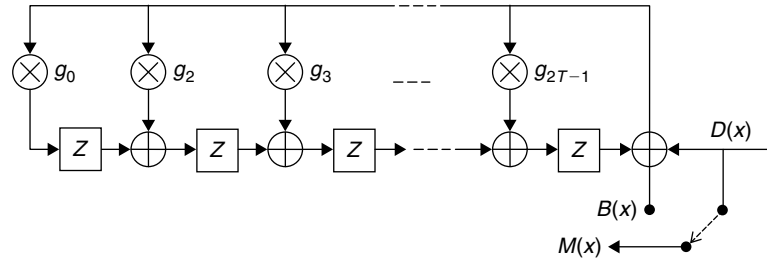 g₀ g₂ g₃ g₂T₋₁
Z Z Z Z D(x)
B(x)
M(x)